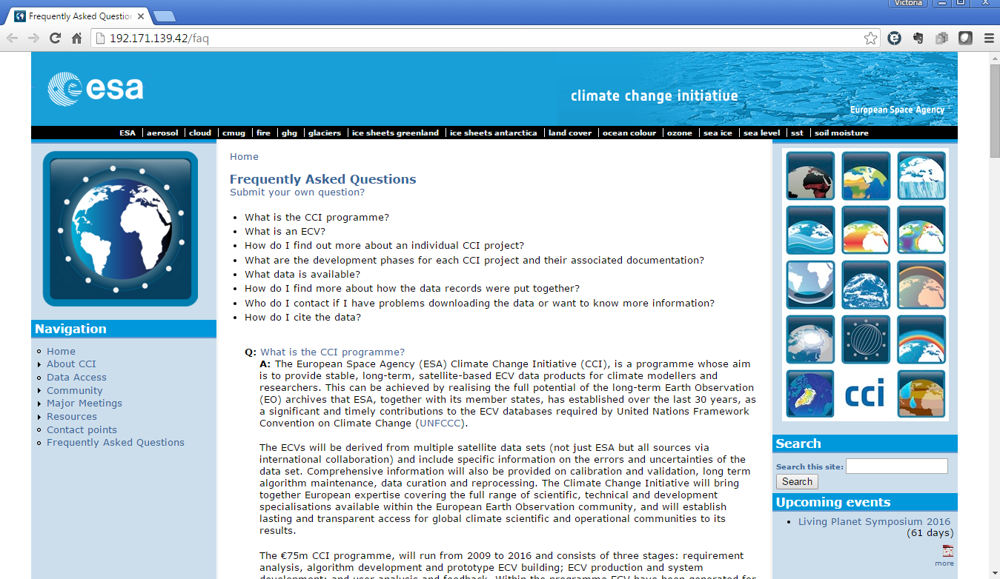 Victoria
Frequently Asked Question
192.171.139.42/faq
esa
climate change initiative
European Space Agency
ESA aerosol cloud cmug fire ghg glaciers ice sheets greenland ice sheets antarctica land cover ocean colour ozone sea ice sea level sst soil moisture
Home
Frequently Asked Questions
Submit your own question?
What is the CCI programme?
What is an ECV?
How do I find out more about an individual CCI project?
What are the development phases for each CCI project and their associated documentation?
What data is available?
How do I find more about how the data records were put together?
Who do I contact if I have problems downloading the data or want to know more information?
How do I cite the data?
Q: What is the CCI programme?
A: The European Space Agency (ESA) Climate Change Initiative (CCI), is a programme whose aim
is to provide stable, long-term, satellite-based ECV data products for climate modellers and
researchers. This can be achieved by realising the full potential of the long-term Earth Observation
(EO) archives that ESA, together with its member states, has established over the last 30 years, as
a significant and timely contributions to the ECV databases required by United Nations Framework
Convention on Climate Change (UNFCCC).
The ECVs will be derived from multiple satellite data sets (not just ESA but all sources via
international collaboration) and include specific information on the errors and uncertainties of the
data set. Comprehensive information will also be provided on calibration and validation, long term
algorithm maintenance, data curation and reprocessing. The Climate Change Initiative will bring
together European expertise covering the full range of scientific, technical and development
specialisations available within the European Earth Observation community, and will establish
lasting and transparent access for global climate scientific and operational communities to its
results.
The €75m CCI programme, will run from 2009 to 2016 and consists of three stages: requirement
analysis, algorithm development and prototype ECV building; ECV production and system
development; and user analysis and feedback. Within the programme ECV have been generated for
Navigation
Home
About CCI
Data Access
Community
Major Meetings
Resources
Contact points
Frequently Asked Questions
cci
Search
Search this site:
Search
Upcoming events
Living Planet Symposium 2016
(61 days)
more